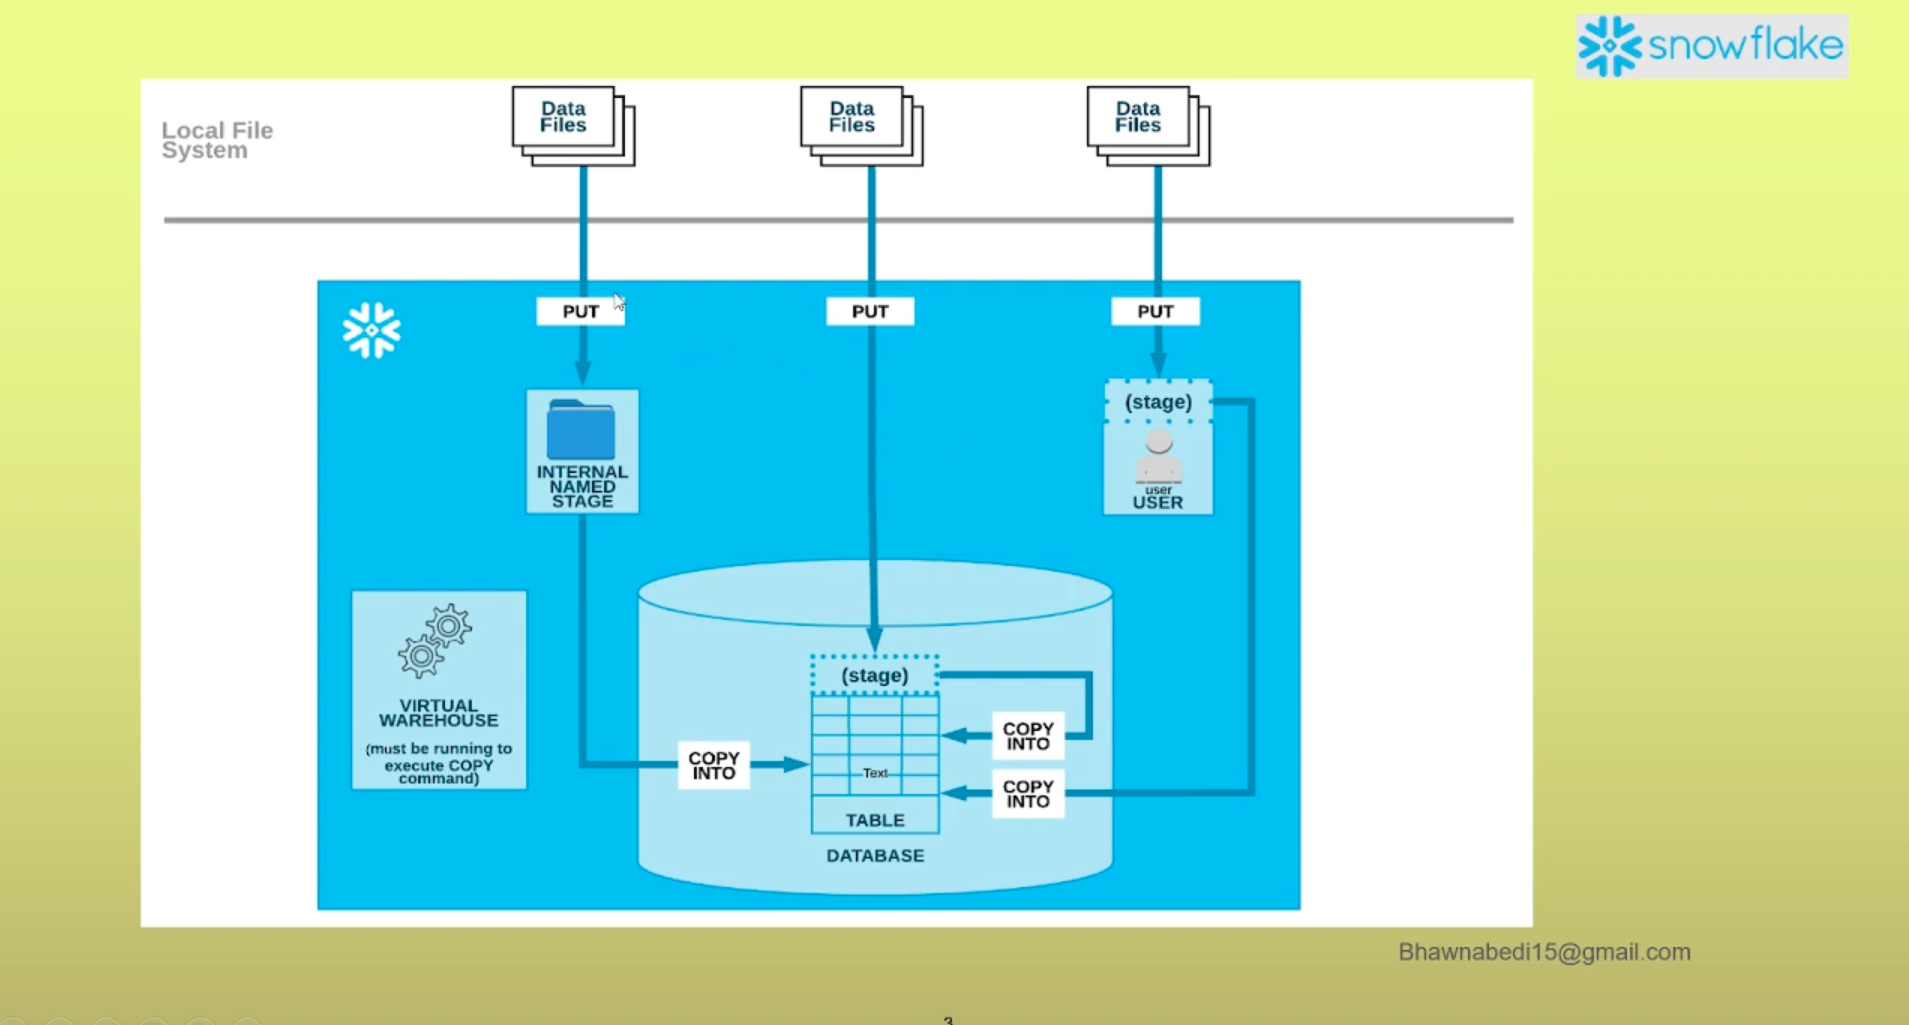 snowflake
Local File
System
Data
Files
Data
Files
Data
Files
PUT
PUT
PUT
INTERNAL
NAMED
STAGE
(stage)
user
USER
VIRTUAL
WAREHOUSE
(must be running to
execute COPY
command)
(stage)
COPY
INTO
COPY
INTO
COPY
INTO
Text
TABLE
DATABASE
Bhawnabedi15@gmail.com
3